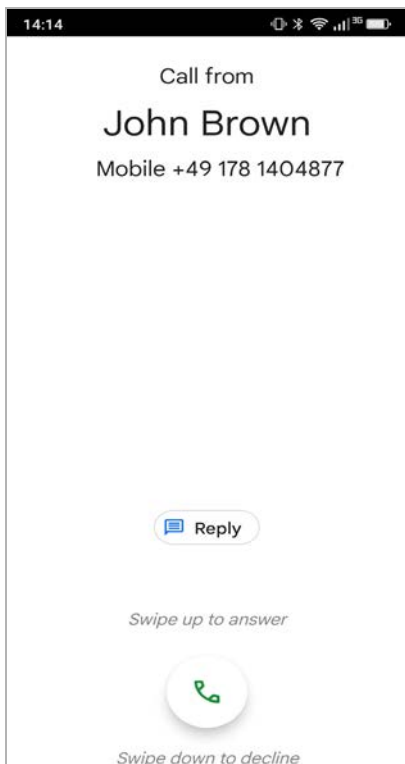 14:14
3G
Call from
John Brown
Mobile +49 178 1404877
Reply
Swipe up to answer
Swipe down to decline